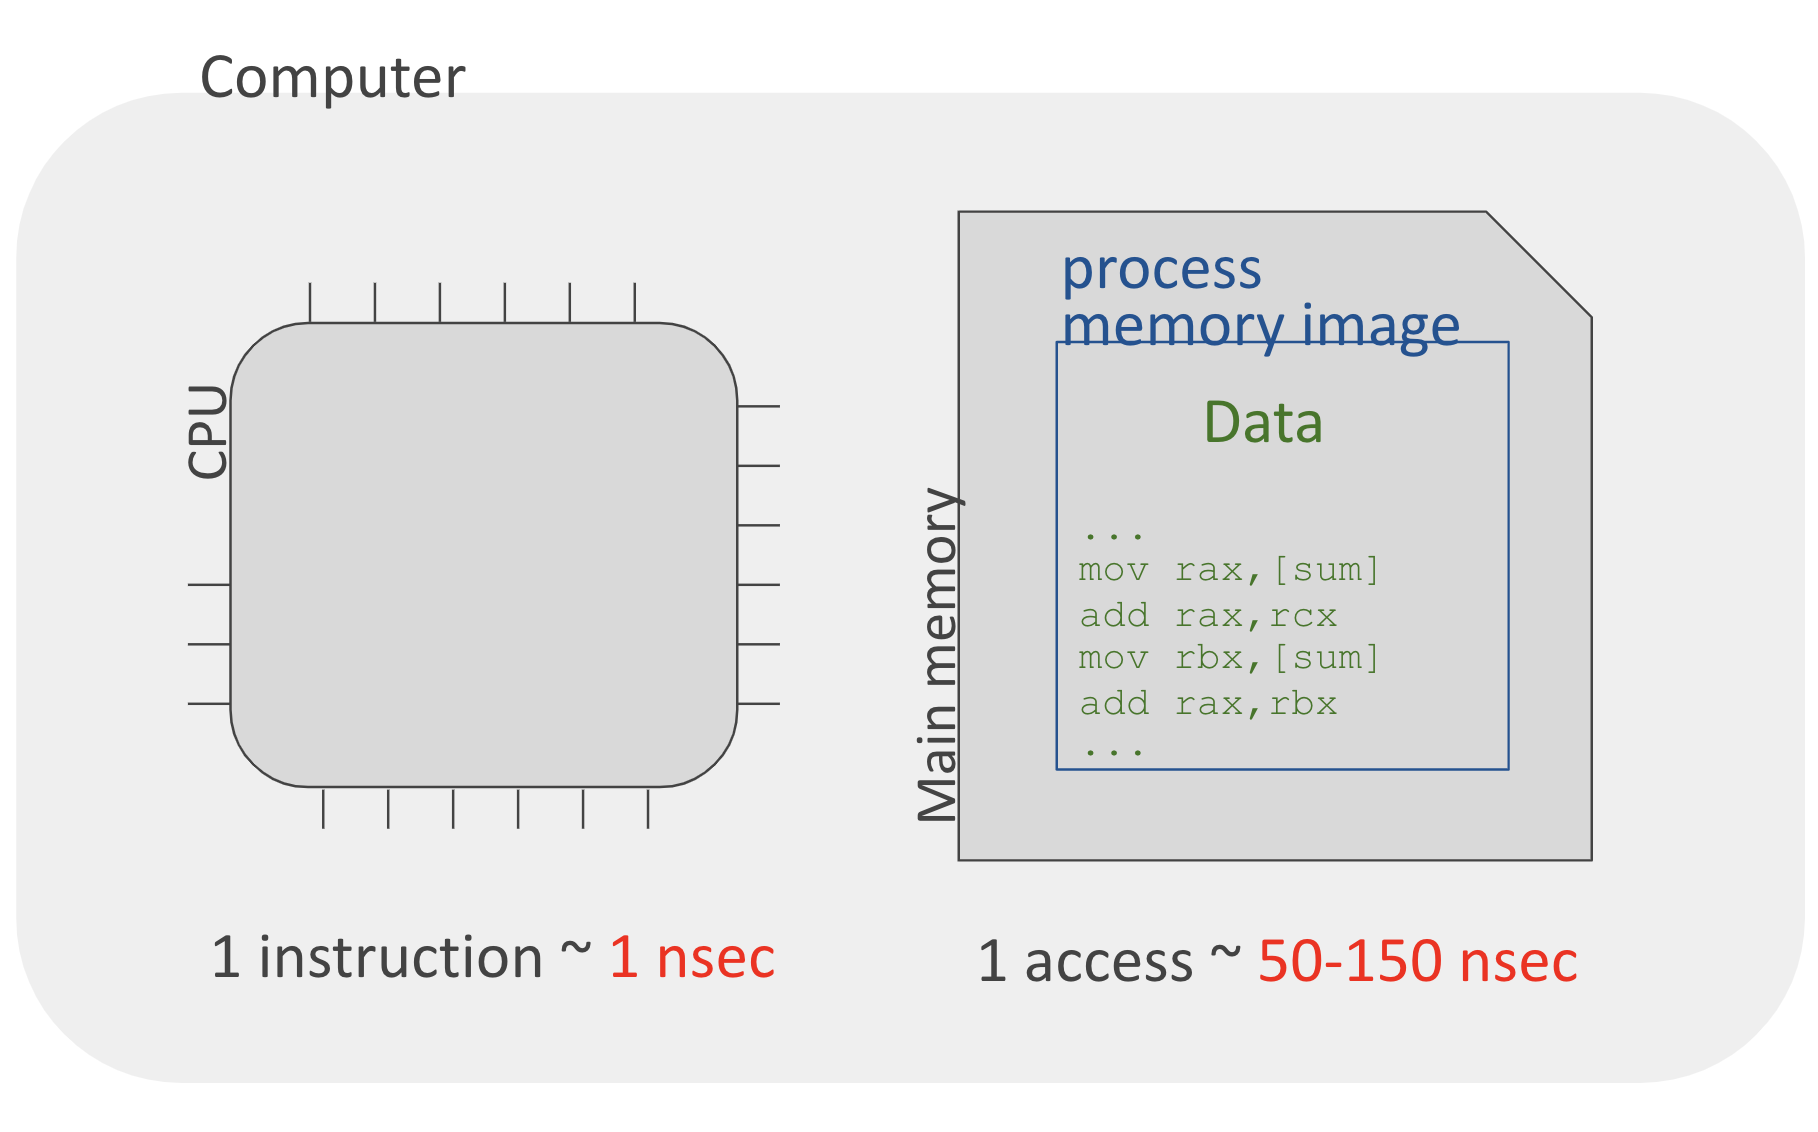 Computer
CPU
Main memory
process
memory image
Data
...
mov rax,[sum]
add rax,rcx
mov rbx,[sum]
add rax,rbx
...
1 instruction ~ 1 nsec
1 access ~ 50-150 nsec